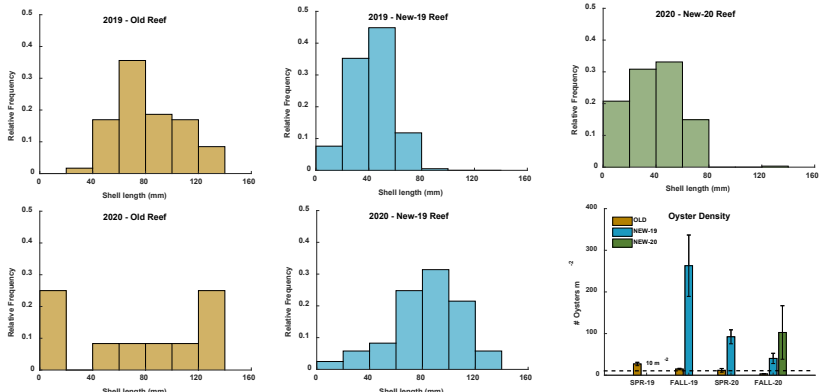 2019 - Old Reef
0.5
0.4
0.3
0.2
0.1
0
Relative Frequency
0 40 80 120 160
Shell length (mm)
2019 - New-19 Reef
0.5
0.4
0.3
0.2
0.1
0
Relative Frequency
0 40 80 120 160
Shell length (mm)
2020 - New-20 Reef
0.5
0.4
0.3
0.2
0.1
0
Relative Frequency
0 40 80 120 160
Shell length (mm)
2020 - Old Reef
0.5
0.4
0.3
0.2
0.1
0
Relative Frequency
0 40 80 120 160
Shell length (mm)
2020 - New-19 Reef
0.5
0.4
0.3
0.2
0.1
0
Relative Frequency
0 40 80 120 160
Shell length (mm)
Oyster Density
400
300
200
100
0
# Oysters m -2
OLD
NEW-19
NEW-20
10 m -2
SPR-19 FALL-19 SPR-20 FALL-20